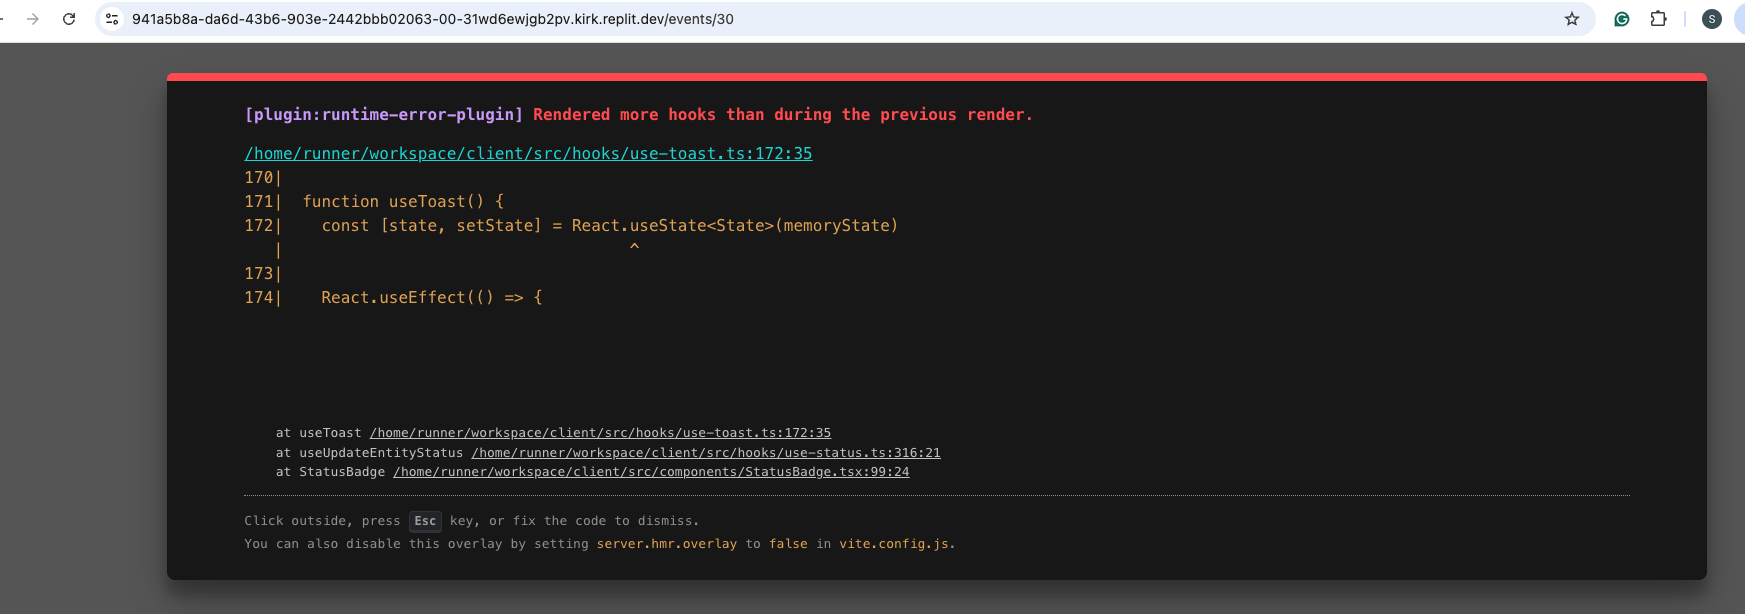 941a5b8a-da6d-43b6-903e-2442bbb02063-00-31wd6ewjgb2pv.kirk.replit.dev/events/30
S
[plugin:runtime-error-plugin] Rendered more hooks than during the previous render.
/home/runner/workspace/client/src/hooks/use-toast.ts:172:35
170|
171|  function useToast() {
172|    const [state, setState] = React.useState<State>(memoryState)
   |                                    ^
173|
174|    React.useEffect(() => {
at useToast /home/runner/workspace/client/src/hooks/use-toast.ts:172:35
at useUpdateEntityStatus /home/runner/workspace/client/src/hooks/use-status.ts:316:21
at StatusBadge /home/runner/workspace/client/src/components/StatusBadge.tsx:99:24
Click outside, press Esc key, or fix the code to dismiss.
You can also disable this overlay by setting server.hmr.overlay to false in vite.config.js.